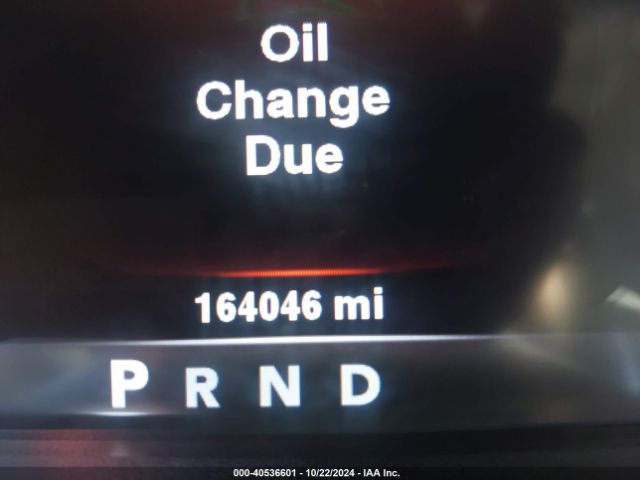 Oil
Change
Due
164046 mi
P R N D
000-40536601 - 10/22/2024 - IAA Inc.